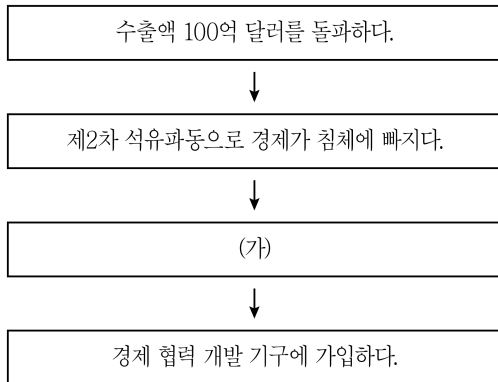 수출액 100억 달러를 돌파하다.
제2차 석유파동으로 경제가 침체에 빠지다.
(가)
경제 협력 개발 기구에 가입하다.